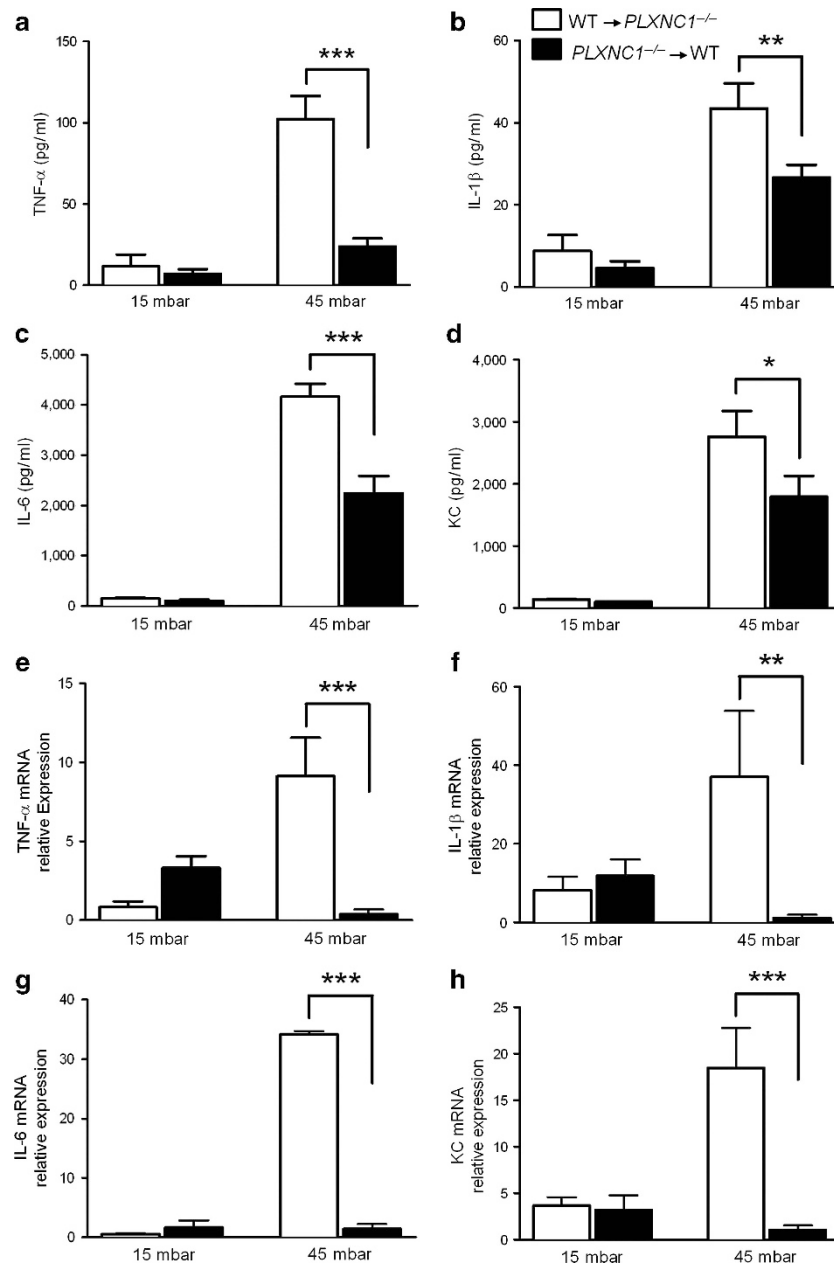 a
TNF-α (pg/ml)
150
100
50
0
***
15 mbar
45 mbar
b
WT → PLXNC1⁻/⁻
PLXNC1⁻/⁻ → WT
IL-1β (pg/ml)
60
40
20
0
**
15 mbar
45 mbar
c
IL-6 (pg/ml)
5,000
4,000
3,000
2,000
1,000
0
***
15 mbar
45 mbar
d
KC (pg/ml)
4,000
3,000
2,000
1,000
0
*
15 mbar
45 mbar
e
TNF-α mRNA
relative Expression
15
10
5
0
***
15 mbar
45 mbar
f
IL-1β mRNA
relative expression
60
40
20
0
**
15 mbar
45 mbar
g
IL-6 mRNA
relative expression
40
30
20
10
0
***
15 mbar
45 mbar
h
KC mRNA
relative expression
25
20
15
10
5
0
***
15 mbar
45 mbar